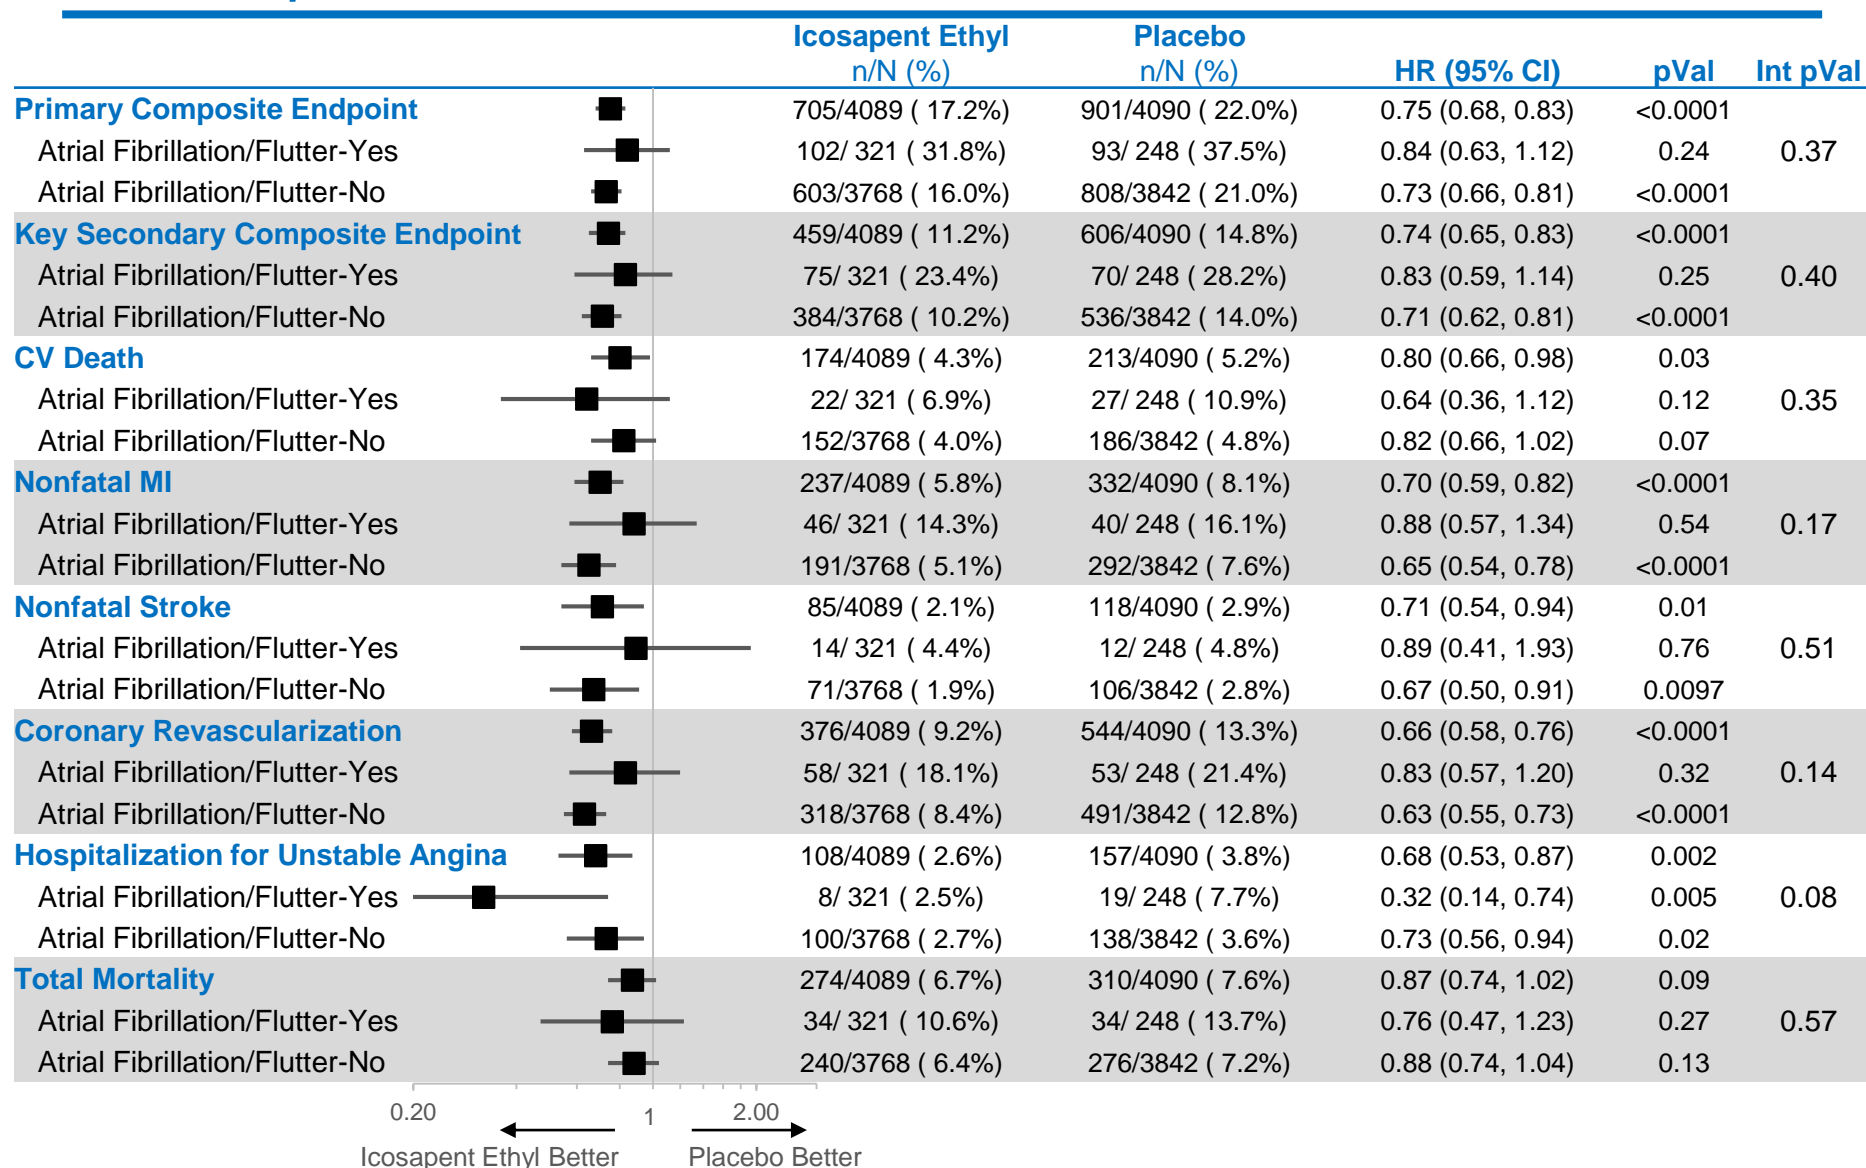 Icosapent Ethyl Placebo
n/N (%) n/N (%) HR (95% CI) pVal Int pVal
Primary Composite Endpoint 705/4089 ( 17.2%) 901/4090 ( 22.0%) 0.75 (0.68, 0.83) <0.0001
Atrial Fibrillation/Flutter-Yes 102/ 321 ( 31.8%) 93/ 248 ( 37.5%) 0.84 (0.63, 1.12) 0.24 0.37
Atrial Fibrillation/Flutter-No 603/3768 ( 16.0%) 808/3842 ( 21.0%) 0.73 (0.66, 0.81) <0.0001
Key Secondary Composite Endpoint 459/4089 ( 11.2%) 606/4090 ( 14.8%) 0.74 (0.65, 0.83) <0.0001
Atrial Fibrillation/Flutter-Yes 75/ 321 ( 23.4%) 70/ 248 ( 28.2%) 0.83 (0.59, 1.14) 0.25 0.40
Atrial Fibrillation/Flutter-No 384/3768 ( 10.2%) 536/3842 ( 14.0%) 0.71 (0.62, 0.81) <0.0001
CV Death 174/4089 ( 4.3%) 213/4090 ( 5.2%) 0.80 (0.66, 0.98) 0.03
Atrial Fibrillation/Flutter-Yes 22/ 321 ( 6.9%) 27/ 248 ( 10.9%) 0.64 (0.36, 1.12) 0.12 0.35
Atrial Fibrillation/Flutter-No 152/3768 ( 4.0%) 186/3842 ( 4.8%) 0.82 (0.66, 1.02) 0.07
Nonfatal MI 237/4089 ( 5.8%) 332/4090 ( 8.1%) 0.70 (0.59, 0.82) <0.0001
Atrial Fibrillation/Flutter-Yes 46/ 321 ( 14.3%) 40/ 248 ( 16.1%) 0.88 (0.57, 1.34) 0.54 0.17
Atrial Fibrillation/Flutter-No 191/3768 ( 5.1%) 292/3842 ( 7.6%) 0.65 (0.54, 0.78) <0.0001
Nonfatal Stroke 85/4089 ( 2.1%) 118/4090 ( 2.9%) 0.71 (0.54, 0.94) 0.01
Atrial Fibrillation/Flutter-Yes 14/ 321 ( 4.4%) 12/ 248 ( 4.8%) 0.89 (0.41, 1.93) 0.76 0.51
Atrial Fibrillation/Flutter-No 71/3768 ( 1.9%) 106/3842 ( 2.8%) 0.67 (0.50, 0.91) 0.0097
Coronary Revascularization 376/4089 ( 9.2%) 544/4090 ( 13.3%) 0.66 (0.58, 0.76) <0.0001
Atrial Fibrillation/Flutter-Yes 58/ 321 ( 18.1%) 53/ 248 ( 21.4%) 0.83 (0.57, 1.20) 0.32 0.14
Atrial Fibrillation/Flutter-No 318/3768 ( 8.4%) 491/3842 ( 12.8%) 0.63 (0.55, 0.73) <0.0001
Hospitalization for Unstable Angina 108/4089 ( 2.6%) 157/4090 ( 3.8%) 0.68 (0.53, 0.87) 0.002
Atrial Fibrillation/Flutter-Yes 8/ 321 ( 2.5%) 19/ 248 ( 7.7%) 0.32 (0.14, 0.74) 0.005 0.08
Atrial Fibrillation/Flutter-No 100/3768 ( 2.7%) 138/3842 ( 3.6%) 0.73 (0.56, 0.94) 0.02
Total Mortality 274/4089 ( 6.7%) 310/4090 ( 7.6%) 0.87 (0.74, 1.02) 0.09
Atrial Fibrillation/Flutter-Yes 34/ 321 ( 10.6%) 34/ 248 ( 13.7%) 0.76 (0.47, 1.23) 0.27 0.57
Atrial Fibrillation/Flutter-No 240/3768 ( 6.4%) 276/3842 ( 7.2%) 0.88 (0.74, 1.04) 0.13
0.20 1 2.00
Icosapent Ethyl Better Placebo Better